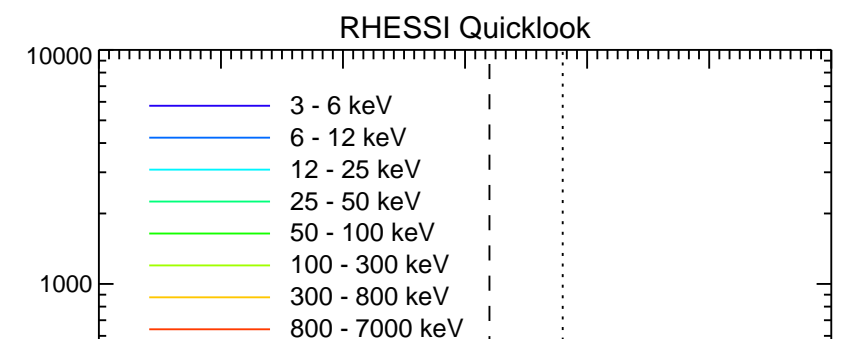 RHESSI Quicklook
10000
3 - 6 keV
6 - 12 keV
12 - 25 keV
25 - 50 keV
50 - 100 keV
100 - 300 keV
1000
300 - 800 keV
800 - 7000 keV